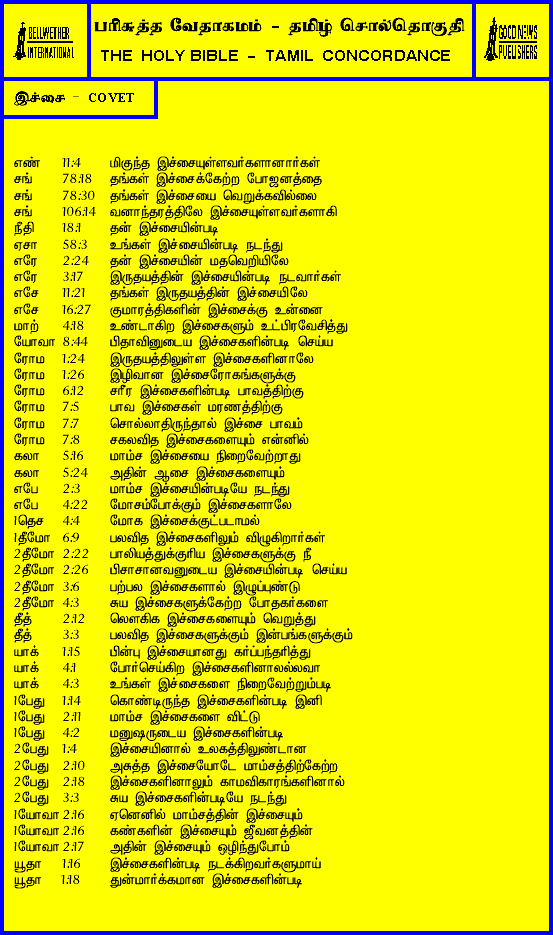 BELLWETHER
INTERNATIONAL
பரிசுத்த வேதாகமம் - தமிழ் சொல்தொகுதி
THE HOLY BIBLE - TAMIL CONCORDANCE
GOOD NEWS
PUBLISHERS
இச்சை - COVET
எண் 11:4 மிகுந்த இச்சையுள்ளவர்களானார்கள்
சங் 78:18 தங்கள் இச்சைக்கேற்ற போஜனத்தை
சங் 78:30 தங்கள் இச்சையை வெறுக்கவில்லை
சங் 106:14 வனாந்தரத்திலே இச்சையுள்ளவர்களாகி
நீதி 18:1 தன் இச்சையின்படி
ஏசா 58:3 உங்கள் இச்சையின்படி நடந்து
எரே 2:24 தன் இச்சையின் மதவெறியிலே
எரே 3:17 இருதயத்தின் இச்சையின்படி நடவார்கள்
எசே 11:21 தங்கள் இருதயத்தின் இச்சையிலே
எசே 16:27 குமாரத்திகளின் இச்சைக்கு உன்னை
மாற் 4:18 உண்டாகிற இச்சைகளும் உட்பிரவேசித்து
யோவா 8:44 பிதாவினுடைய இச்சைகளின்படி செய்ய
ரோம 1:24 இருதயத்திலுள்ள இச்சைகளினாலே
ரோம 1:26 இழிவான இச்சைரோகங்களுக்கு
ரோம 6:12 சரீர இச்சைகளின்படி பாவத்திற்கு
ரோம 7:5 பாவ இச்சைகள் மரணத்திற்கு
ரோம 7:7 சொல்லாதிருந்தால் இச்சை பாவம்
ரோம 7:8 சகலவித இச்சைகளையும் என்னில்
கலா 5:16 மாம்ச இச்சையை நிறைவேற்றாது
கலா 5:24 அதின் ஆசை இச்சைகளையும்
எபே 2:3 மாம்ச இச்சையின்படியே நடந்து
எபே 4:22 மோசம்போக்கும் இச்சைகளாலே
1தெச 4:4 மோக இச்சைக்குட்படாமல்
1தீமோ 6:9 பலவித இச்சைகளிலும் விழுகிறார்கள்
2தீமோ 2:22 பாலியத்துக்குரிய இச்சைகளுக்கு நீ
2தீமோ 2:26 பிசாசானவனுடைய இச்சையின்படி செய்ய
2தீமோ 3:6 பற்பல இச்சைகளால் இழுப்புண்டு
2தீமோ 4:3 சுய இச்சைகளுக்கேற்ற போதகர்களை
தீத் 2:12 லௌகிக இச்சைகளையும் வெறுத்து
தீத் 3:3 பலவித இச்சைகளுக்கும் இன்பங்களுக்கும்
யாக் 1:15 பின்பு இச்சையானது கர்ப்பந்தரித்து
யாக் 4:1 போர்செய்கிற இச்சைகளினாலல்லவா
யாக் 4:3 உங்கள் இச்சைகளை நிறைவேற்றும்படி
1பேது 1:14 கொண்டிருந்த இச்சைகளின்படி இனி
1பேது 2:11 மாம்ச இச்சைகளை விட்டு
1பேது 4:2 மனுஷருடைய இச்சைகளின்படி
2பேது 1:4 இச்சையினால் உலகத்திலுண்டான
2பேது 2:10 அசுத்த இச்சையோடே மாம்சத்திற்கேற்ற
2பேது 2:18 இச்சைகளினாலும் காமவிகாரங்களினால்
2பேது 3:3 சுய இச்சைகளின்படியே நடந்து
1யோவா 2:16 ஏனெனில் மாம்சத்தின் இச்சையும்
1யோவா 2:16 கண்களின் இச்சையும் ஜீவனத்தின்
1யோவா 2:17 அதின் இச்சையும் ஒழிந்துபோம்
யூதா 1:16 இச்சைகளின்படி நடக்கிறவர்களுமாய்
யூதா 1:18 துன்மார்க்கமான இச்சைகளின்படி